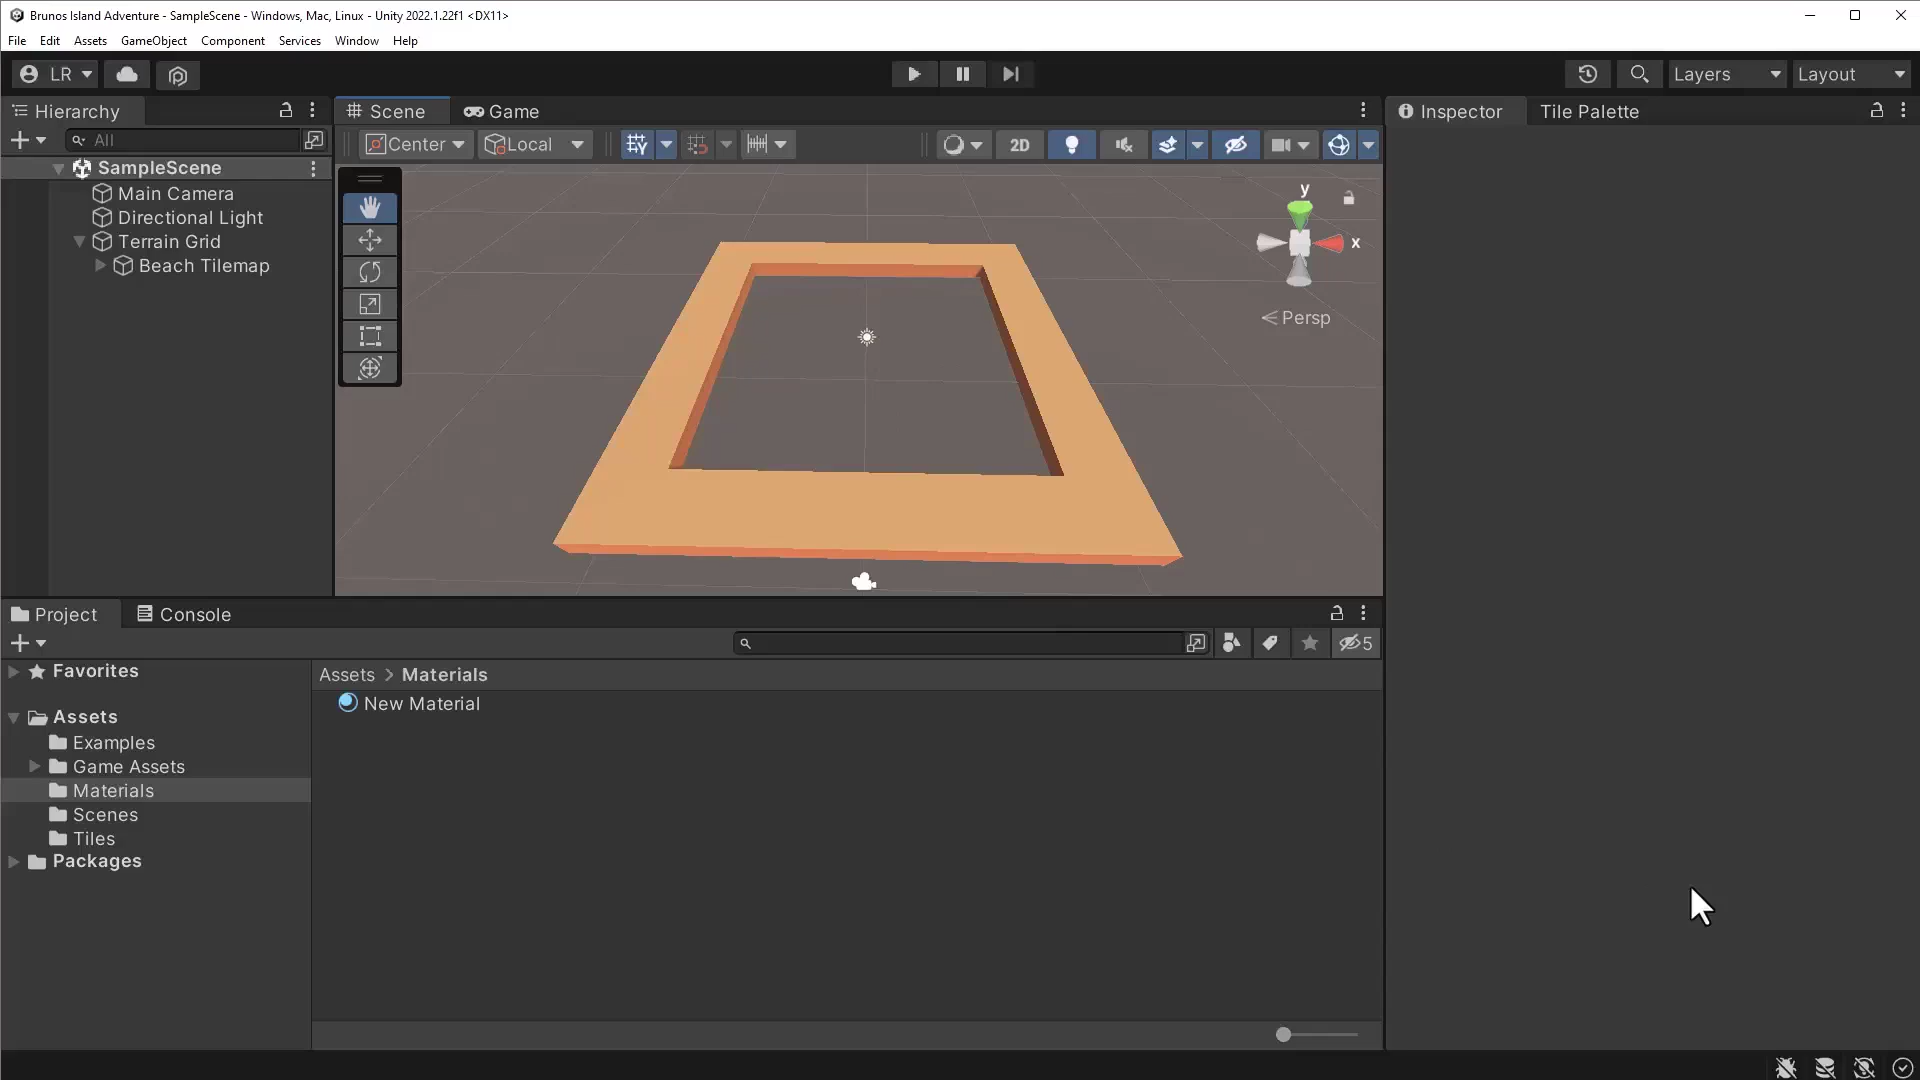 Brunos Island Adventure - SampleScene - Windows, Mac, Linux - Unity 2022.1.22f1 <DX11>
File Edit Assets GameObject Component Services Window Help
LR Layers Layout
Hierarchy Scene Game Inspector Tile Palette
All Center Local 2D
SampleScene
Main Camera
Directional Light
Terrain Grid
Beach Tilemap
y
x
Persp
Project Console
5
Favorites
Assets > Materials
New Material
Assets
Examples
Game Assets
Materials
Scenes
Tiles
Packages